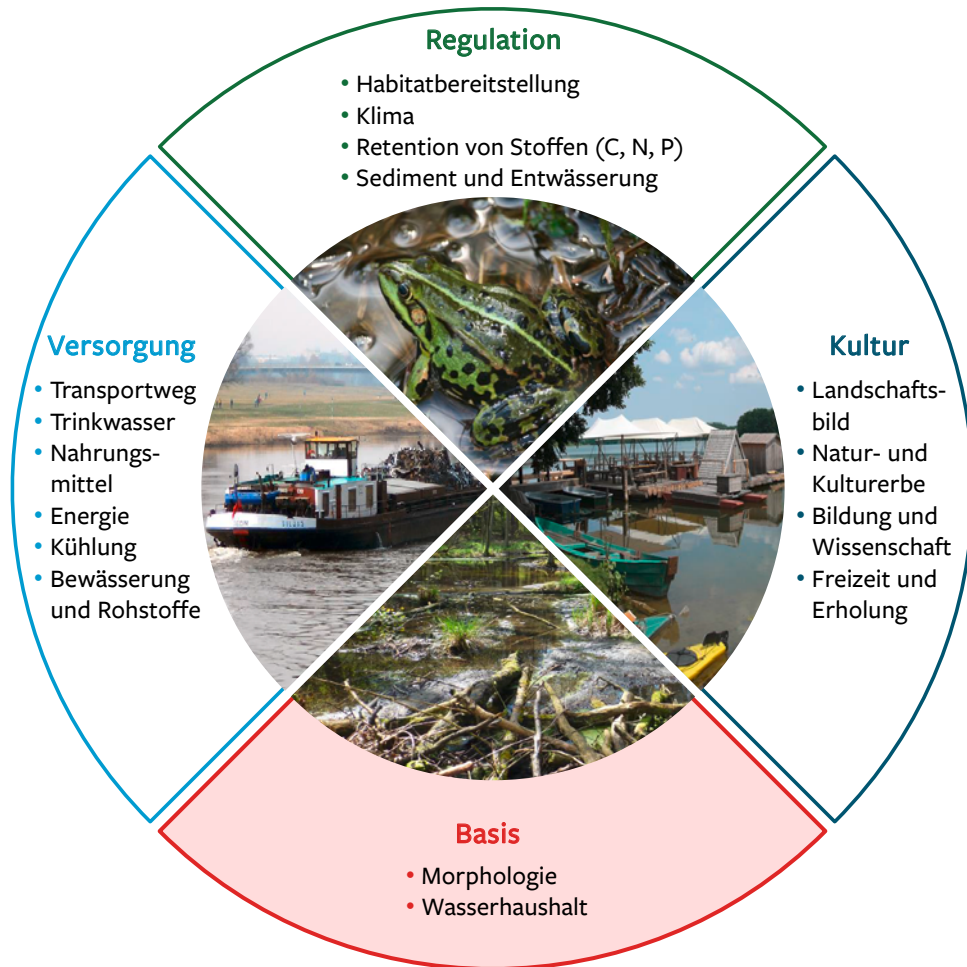 Regulation
• Habitatbereitstellung
• Klima
• Retention von Stoffen (C, N, P)
• Sediment und Entwässerung
Versorgung
• Transportweg
• Trinkwasser
• Nahrungs-
mittel
• Energie
• Kühlung
• Bewässerung
und Rohstoffe
Kultur
• Landschafts-
bild
• Natur- und
Kulturerbe
• Bildung und
Wissenschaft
• Freizeit und
Erholung
Basis
• Morphologie
• Wasserhaushalt